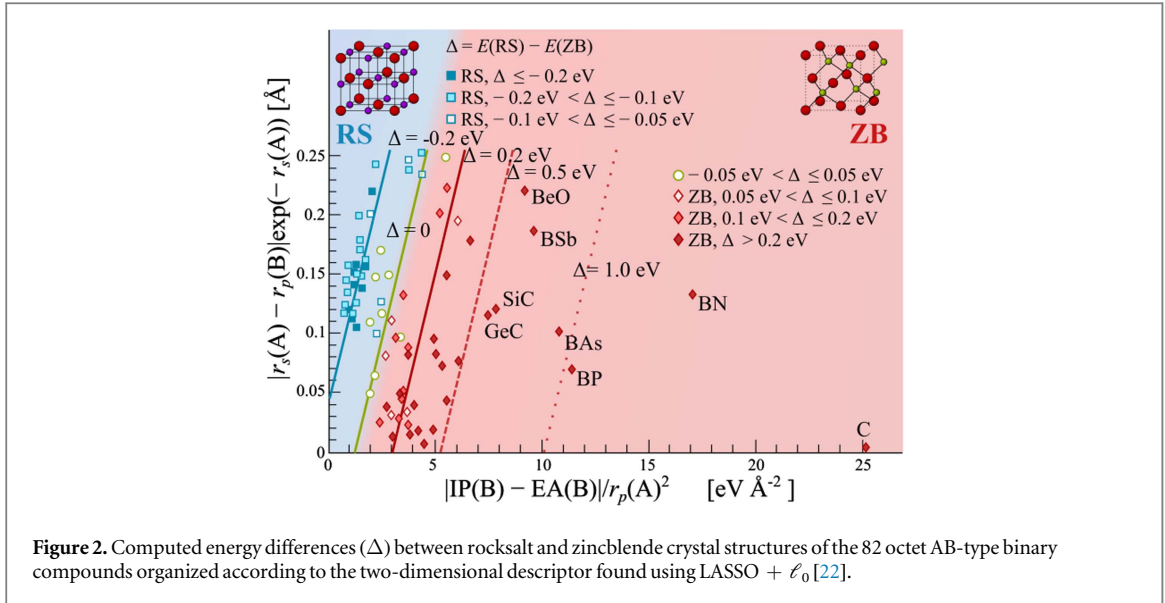 Δ = E(RS) − E(ZB)
RS, Δ ≤ − 0.2 eV
RS, − 0.2 eV < Δ ≤ − 0.1 eV
RS, − 0.1 eV < Δ ≤ − 0.05 eV
RS
ZB
Δ = -0.2 eV
Δ = 0.2 eV
Δ = 0.5 eV
− 0.05 eV < Δ ≤ 0.05 eV
ZB, 0.05 eV < Δ ≤ 0.1 eV
ZB, 0.1 eV < Δ ≤ 0.2 eV
ZB, Δ > 0.2 eV
BeO
Δ = 0
BSb
Δ= 1.0 eV
SiC
BN
GeC
BAs
BP
C
|rs(A) − rp(B)|exp(− rs(A)) [Å]
0.25
0.2
0.15
0.1
0.05
0
0 5 10 15 20 25
|IP(B) − EA(B)|/rp(A)² [eV Å⁻² ]
Figure 2. Computed energy differences (Δ) between rocksalt and zincblende crystal structures of the 82 octet AB-type binary
compounds organized according to the two-dimensional descriptor found using LASSO + ℓ₀ [22].